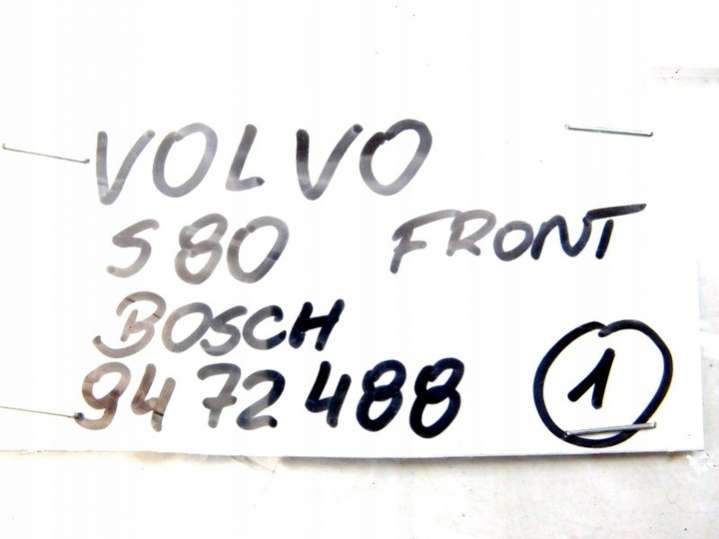 VOLVO
S80 FRONT
BOSCH
9472488 1